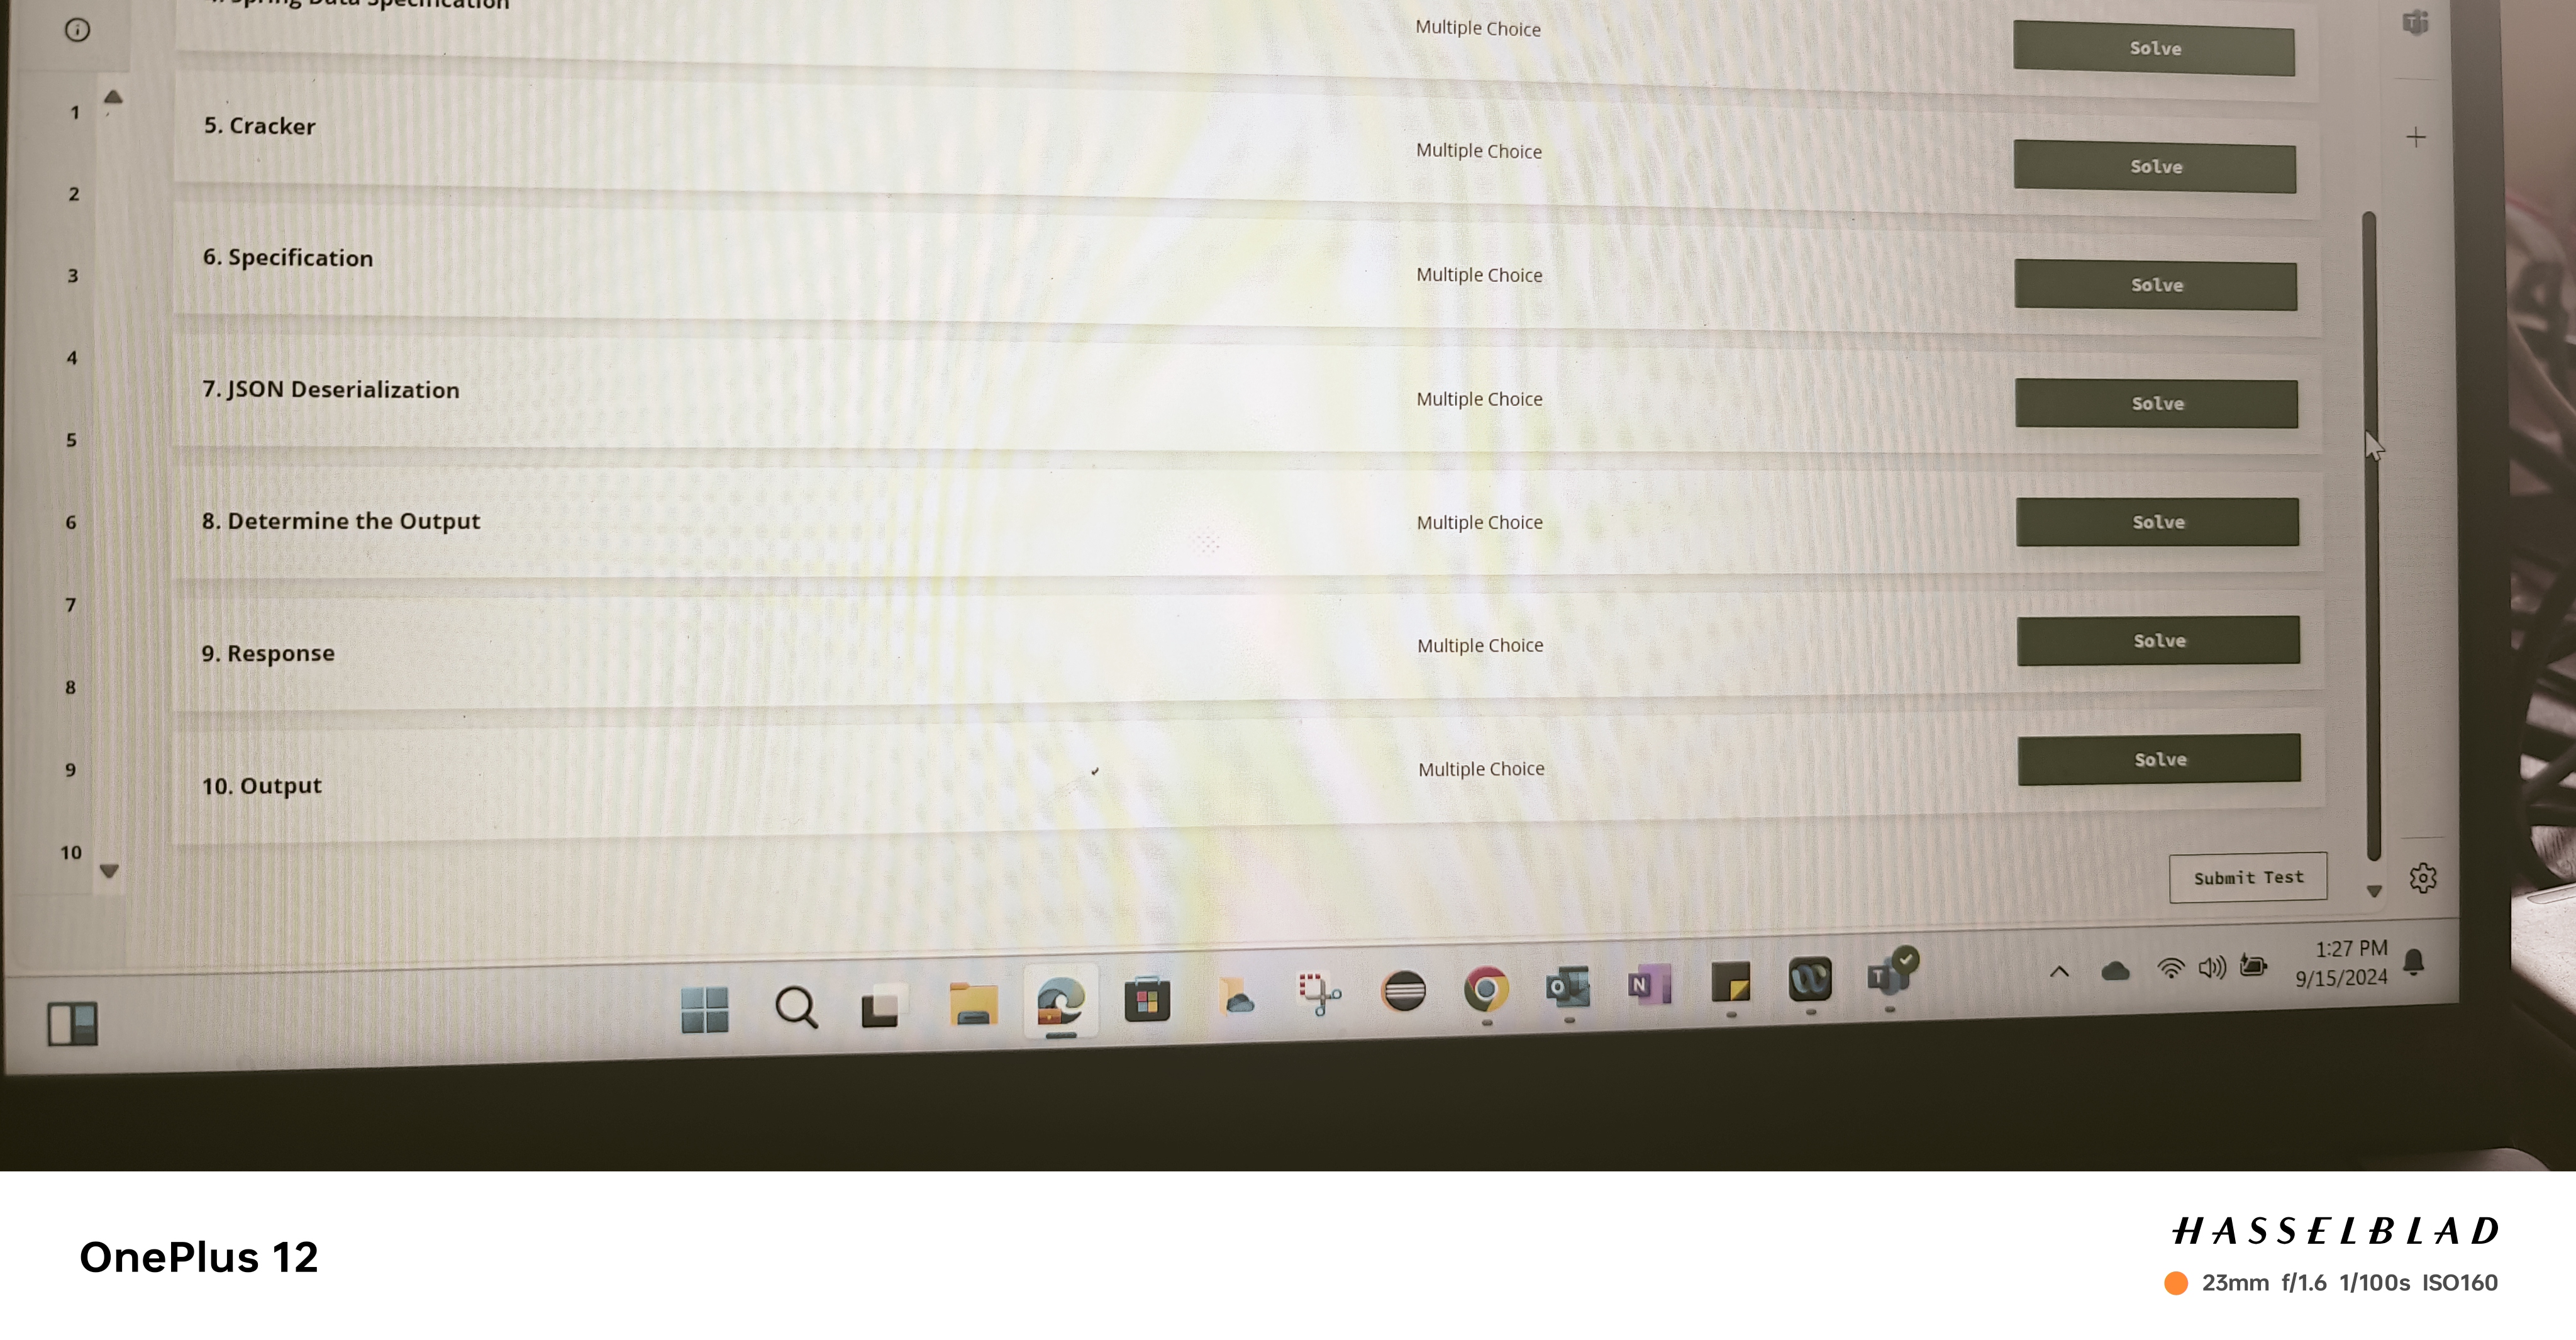 Spring Data Specification
Multiple Choice
Solve
1
5. Cracker
Multiple Choice
Solve
2
6. Specification
Multiple Choice
Solve
3
4
7. JSON Deserialization
Multiple Choice
Solve
5
8. Determine the Output
Multiple Choice
Solve
6
7
9. Response
Multiple Choice
Solve
8
9
10. Output
Multiple Choice
Solve
10
Submit Test
1:27 PM
9/15/2024
OnePlus 12
HASSELBLAD
23mm f/1.6 1/100s ISO160